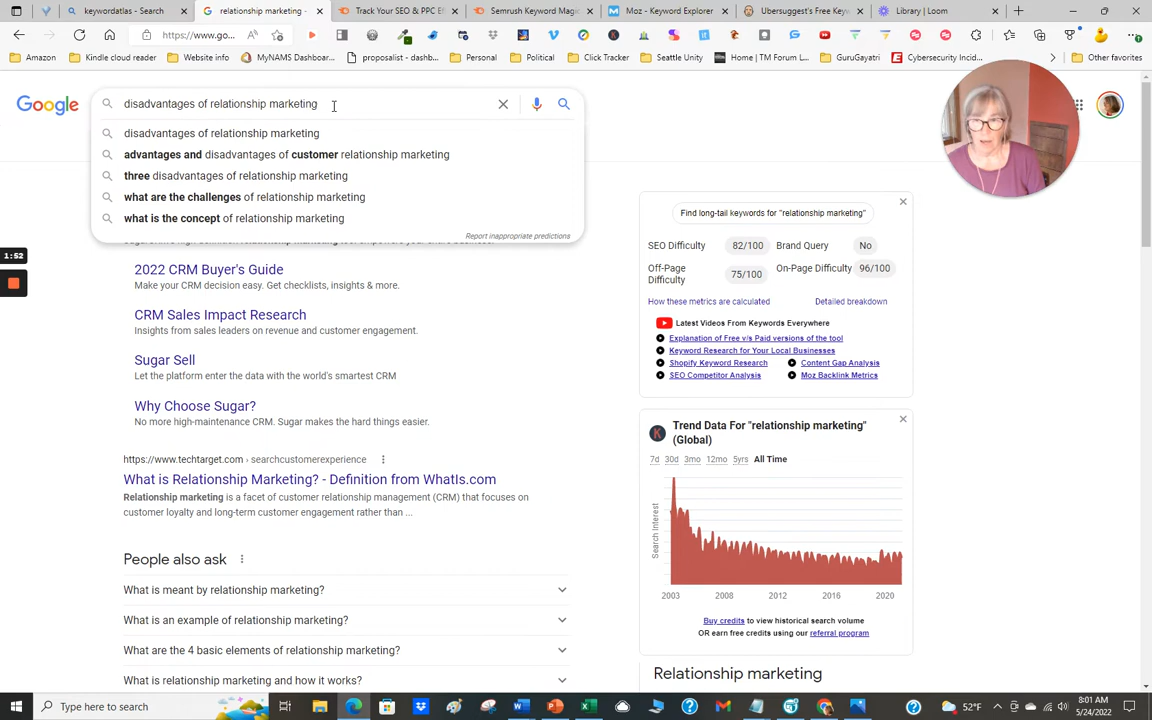 keywordatlas - Search
relationship marketing -
Track Your SEO & PPC Ef
Semrush Keyword Mag
Moz - Keyword Explorer
Ubersuggest's Free Keyw
Library | Loom
https://www.go...
Amazon
Kindle cloud reader
Website info
MyNAMS Dashboar...
proposalist - dashb...
Personal
Political
Click Tracker
Seattle Unity
Home | TM for Lu...
GuruGayatri
Cybersecurity Incid...
Other favorites
Google
disadvantages of relationship marketing
disadvantages of relationship marketing
advantages and disadvantages of customer relationship marketing
three disadvantages of relationship marketing
what are the challenges of relationship marketing
what is the concept of relationship marketing
Report inappropriate predictions
1:52
2022 CRM Buyer's Guide
Make your CRM decision easy. Get checklists, insights & more.
CRM Sales Impact Research
Insights from sales leaders on revenue and customer engagement.
Sugar Sell
Let the platform enter the data with the world's smartest CRM
Why Choose Sugar?
No more high-maintenance CRM. Sugar makes the hard things easier.
https://www.techtarget.com › searchcustomerexperience
What is Relationship Marketing? - Definition from WhatIs.com
Relationship marketing is a facet of customer relationship management (CRM) that focuses on
customer loyalty and long-term customer engagement rather than ...
People also ask
What is meant by relationship marketing?
What is an example of relationship marketing?
What are the 4 basic elements of relationship marketing?
What is relationship marketing and how it works?
Find long-tail keywords for "relationship marketing"
SEO Difficulty 82/100 Brand Query No
Off-Page Difficulty 75/100 On-Page Difficulty 96/100
How these metrics are calculated Detailed breakdown
Latest Videos From Keywords Everywhere
Explanation of Free v/s Paid versions of the tool
Keyword Research for Your Local Businesses
Shopify Keyword Research Content Gap Analysis
SEO Competitor Analysis Moz Backlink Metrics
Trend Data For "relationship marketing"
(Global)
7d 30d 3mo 12mo 5yrs All Time
Search Interest
2003 2008 2012 2016 2020
Buy credits to view historical search volume
OR earn free credits using our referral program
Relationship marketing
Type here to search
52°F
8:01 AM
5/24/2022